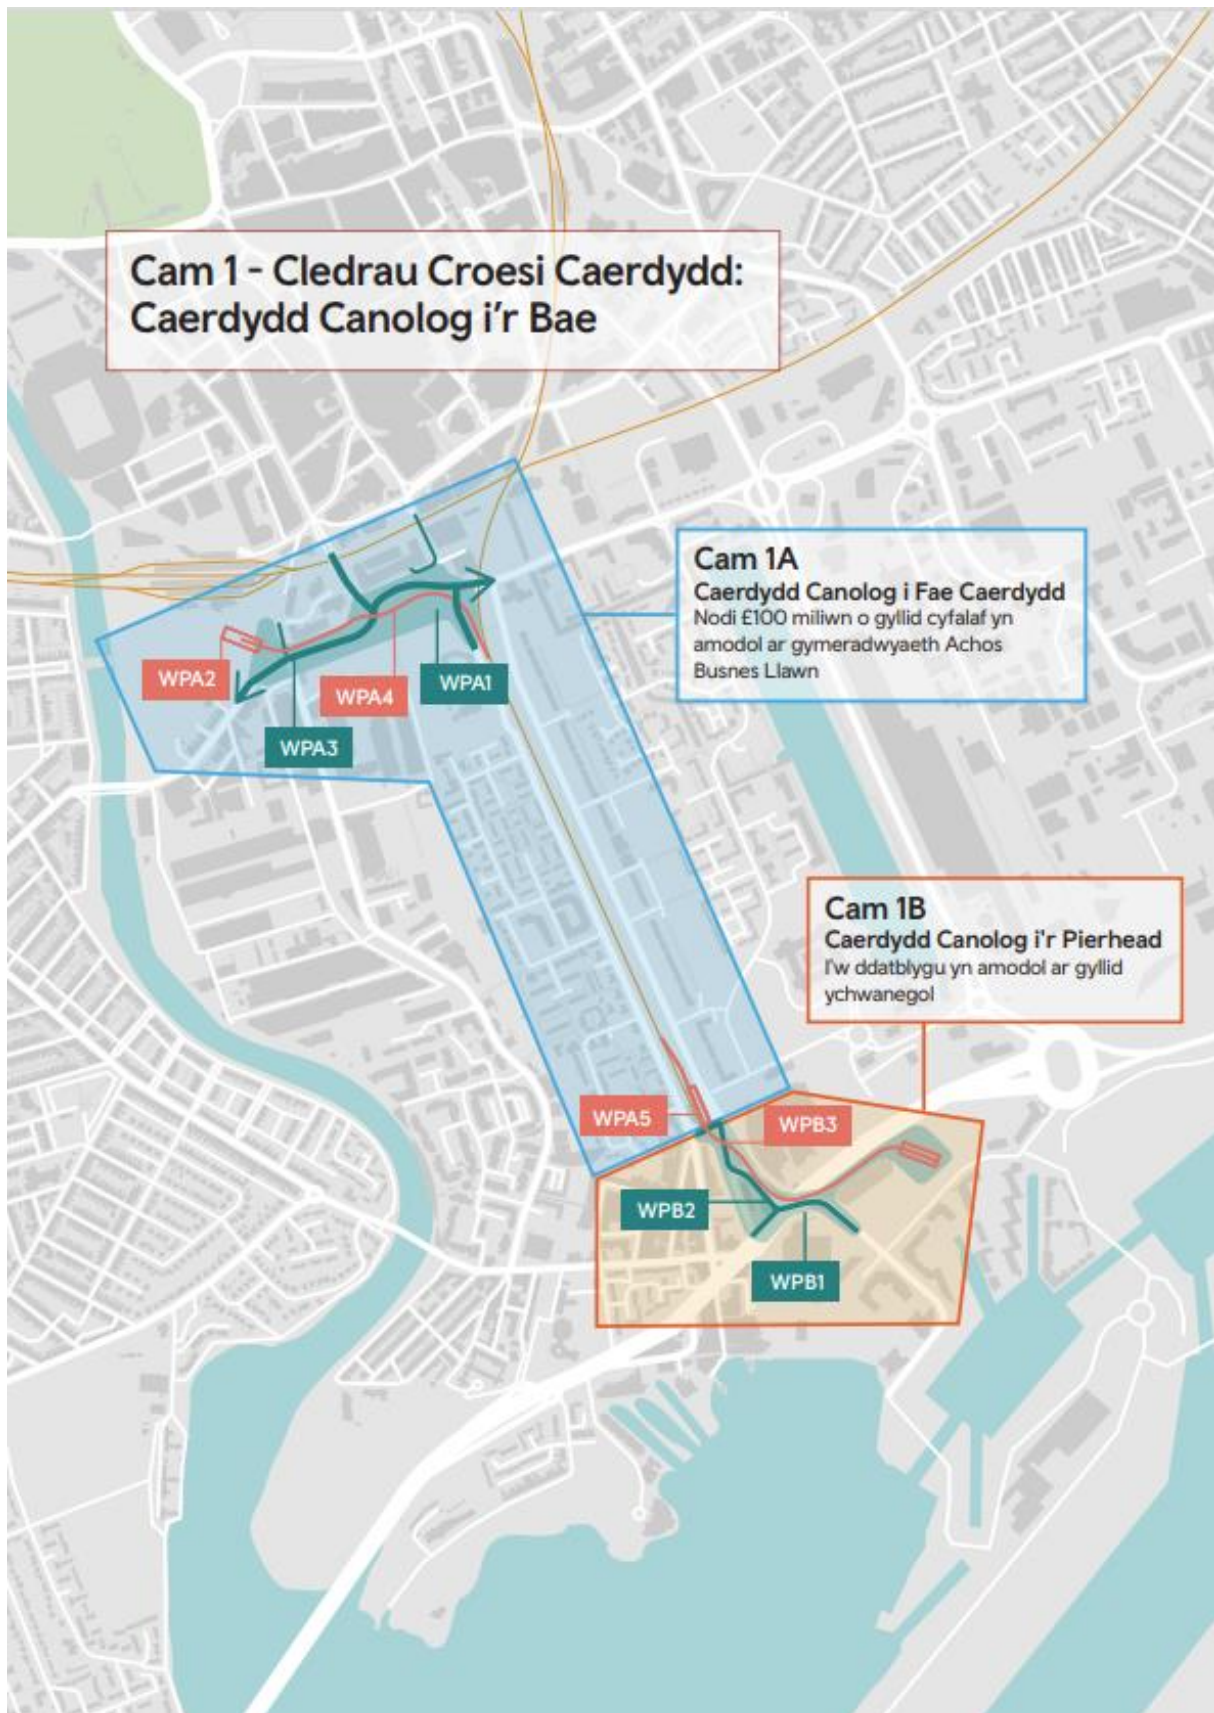 Cam 1 - Cledrau Croesi Caerdydd:
Caerdydd Canolog i'r Bae
Cam 1A
Caerdydd Canolog i Fae Caerdydd
Nodi £100 miliwn o gyllid cyfalaf yn
amodol ar gymeradwyaeth Achos
Busnes Llawn
WPA2
WPA4
WPA1
WPA3
Cam 1B
Caerdydd Canolog i'r Pierhead
I'w ddatblygu yn amodol ar gyllid
ychwanegol
WPA5
WPB3
WPB2
WPB1